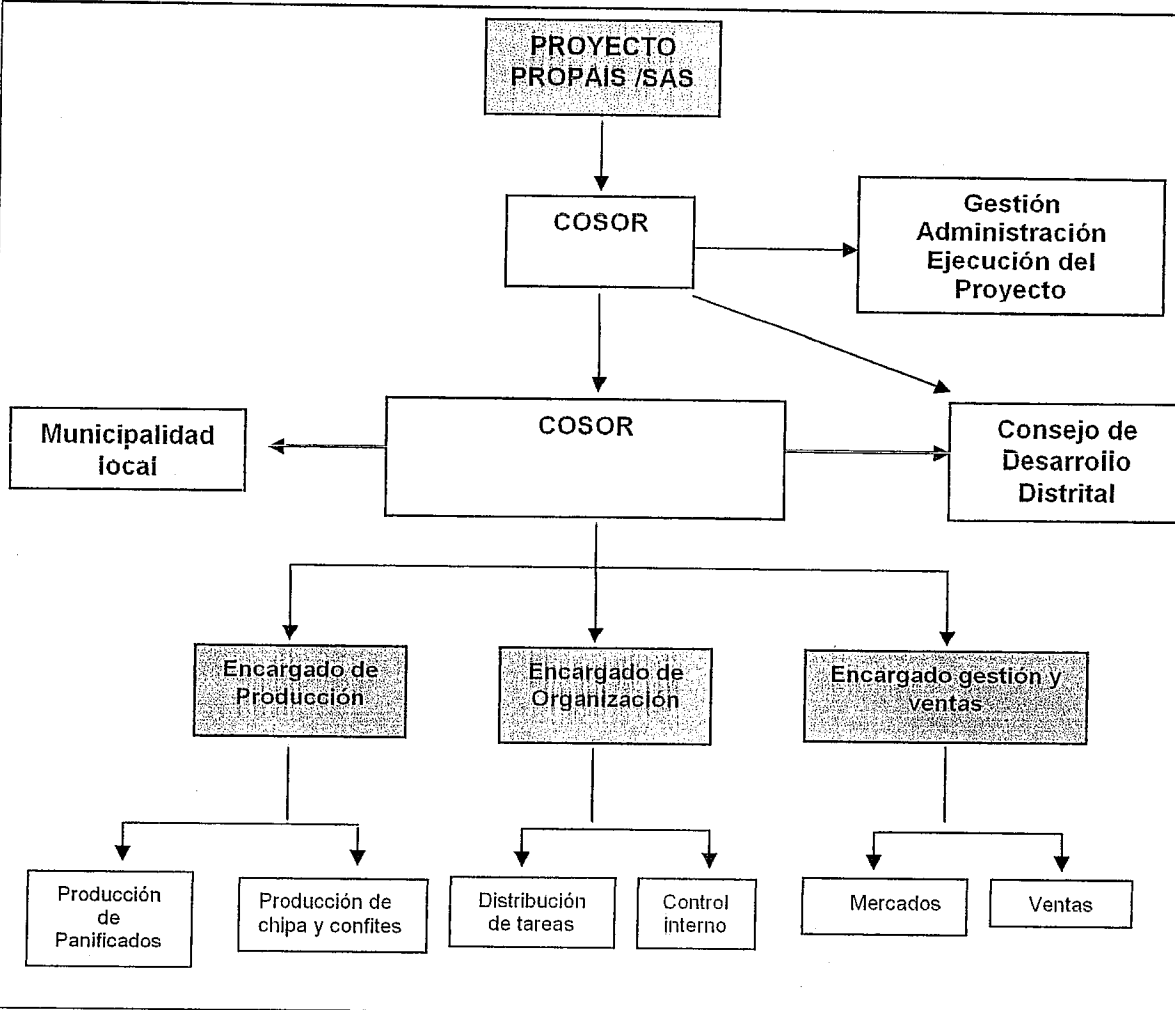 PROYECTO
PROPAIS /SAS
COSOR
Gestión
Administración
Ejecución del
Proyecto
Municipalidad
local
COSOR
Consejo de
Desarrollo
Distrital
Encargado de
Producción
Encargado de
Organización
Encargado gestión y
ventas
Producción
de
Panificados
Producción de
chipa y confites
Distribución
de tareas
Control
interno
Mercados
Ventas